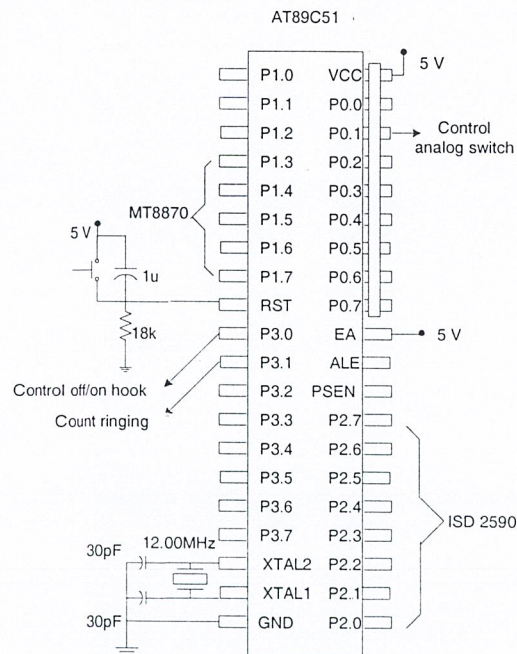 AT89C51
5 V
P1.0 VCC
P1.1 P0.0
P1.2 P0.1
Control
analog switch
P1.3 P0.2
P1.4 P0.3
MT8870
P1.5 P0.4
P1.6 P0.5
5 V
P1.7 P0.6
1u
RST P0.7
18k
P3.0 EA
5 V
P3.1 ALE
Control off/on hook
P3.2 PSEN
Count ringing
P3.3 P2.7
P3.4 P2.6
P3.5 P2.5
P3.6 P2.4
ISD 2590
P3.7 P2.3
30pF
12.00MHz
XTAL2 P2.2
XTAL1 P2.1
30pF
GND P2.0